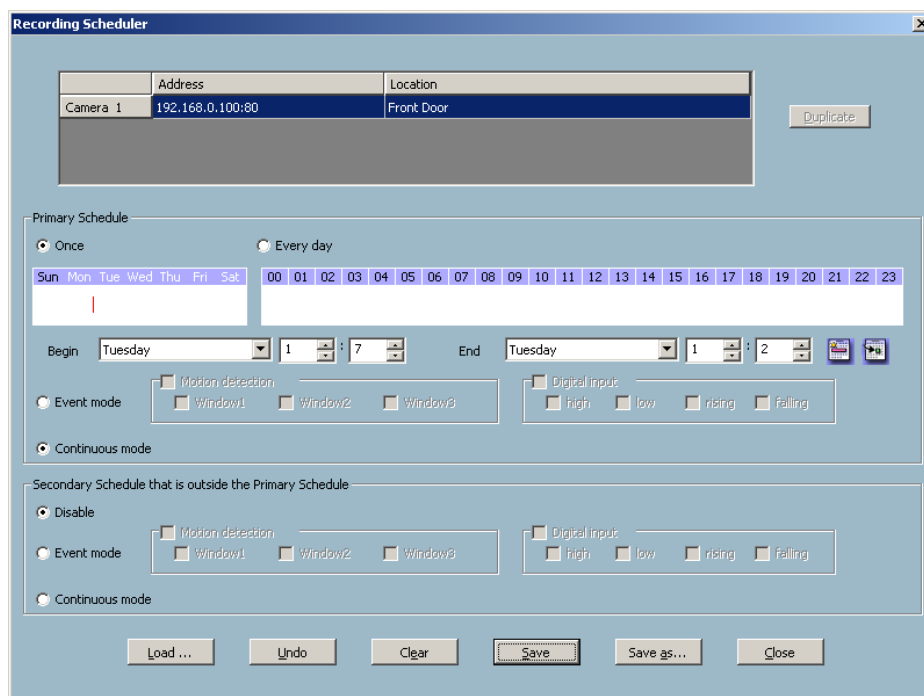 Recording Scheduler
Address Location
Camera 1 192.168.0.100:80 Front Door
Duplicate
Primary Schedule
Once Every day
Sun Mon Tue Wed Thu Fri Sat 00 01 02 03 04 05 06 07 08 09 10 11 12 13 14 15 16 17 18 19 20 21 22 23
Begin Tuesday 1 : 7 End Tuesday 1 : 2
Motion detection Digital input
Event mode Window1 Window2 Window3 high low rising falling
Continuous mode
Secondary Schedule that is outside the Primary Schedule
Disable
Motion detection Digital input
Event mode Window1 Window2 Window3 high low rising falling
Continuous mode
Load ... Undo Clear Save Save as... Close